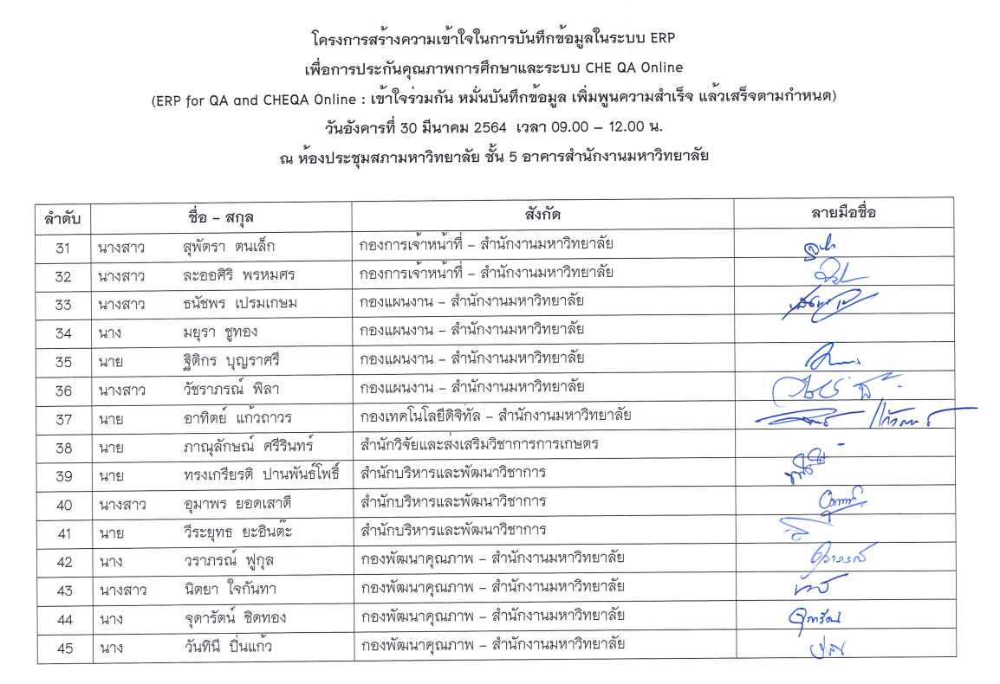 โครงการสร้างความเข้าใจในการบันทึกข้อมูลในระบบ ERP
เพื่อการประกันคุณภาพการศึกษาและระบบ CHE QA Online
(ERP for QA and CHEQA Online : เข้าใจร่วมกัน หมั่นบันทึกข้อมูล เพิ่มพูนความสำเร็จ แล้วเสร็จตามกำหนด)
วันอังคารที่ 30 มีนาคม 2564 เวลา 09.00 – 12.00 น.
ณ ห้องประชุมสภามหาวิทยาลัย ชั้น 5 อาคารสำนักงานมหาวิทยาลัย
ลำดับ ชื่อ – สกุล สังกัด ลายมือชื่อ
31 นางสาว สุพัตรา ตนเล็ก กองการเจ้าหน้าที่ – สำนักงานมหาวิทยาลัย
32 นางสาว ละออศิริ พรหมศร กองการเจ้าหน้าที่ – สำนักงานมหาวิทยาลัย
33 นางสาว ธนัชพร เปรมเกษม กองแผนงาน – สำนักงานมหาวิทยาลัย
34 นาง มยุรา ชูทอง กองแผนงาน – สำนักงานมหาวิทยาลัย
35 นาย ฐิติกร บุญราศรี กองแผนงาน – สำนักงานมหาวิทยาลัย
36 นางสาว วัชราภรณ์ พิลา กองแผนงาน – สำนักงานมหาวิทยาลัย
37 นาย อาทิตย์ แก้วถาวร กองเทคโนโลยีดิจิทัล – สำนักงานมหาวิทยาลัย
38 นาย ภาณุลักษณ์ ศรีรินทร์ สำนักวิจัยและส่งเสริมวิชาการการเกษตร -
39 นาย ทรงเกรียรติ ปานพันธ์โพธิ์ สำนักบริหารและพัฒนาวิชาการ
40 นางสาว อุมาพร ยอดเสาดี สำนักบริหารและพัฒนาวิชาการ
41 นาย วีระยุทธ ยะอินต๊ะ สำนักบริหารและพัฒนาวิชาการ
42 นาง วราภรณ์ ฟูกุล กองพัฒนาคุณภาพ – สำนักงานมหาวิทยาลัย
43 นางสาว นิตยา ใจกันทา กองพัฒนาคุณภาพ – สำนักงานมหาวิทยาลัย
44 นาง จุดารัตน์ ชิดทอง กองพัฒนาคุณภาพ – สำนักงานมหาวิทยาลัย
45 นาง วันทินี ปิ่นแก้ว กองพัฒนาคุณภาพ – สำนักงานมหาวิทยาลัย